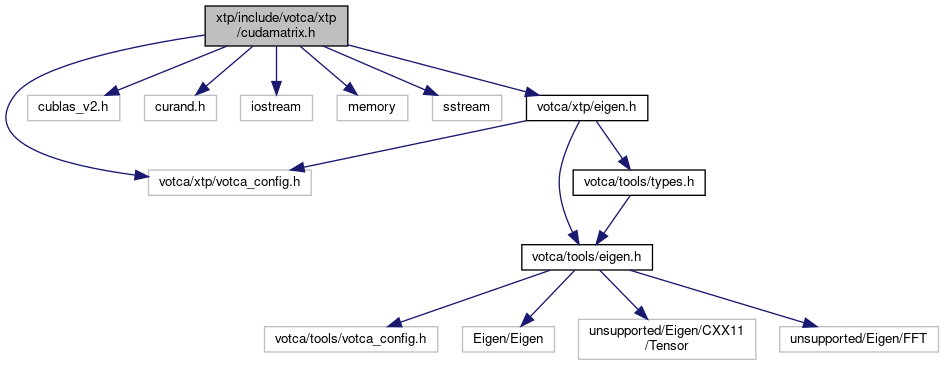 xtp/include/votca/xtp
/cudamatrix.h
cublas_v2.h
curand.h
iostream
memory
sstream
votca/xtp/eigen.h
votca/xtp/votca_config.h
votca/tools/types.h
votca/tools/eigen.h
votca/tools/votca_config.h
Eigen/Eigen
unsupported/Eigen/CXX11
/Tensor
unsupported/Eigen/FFT